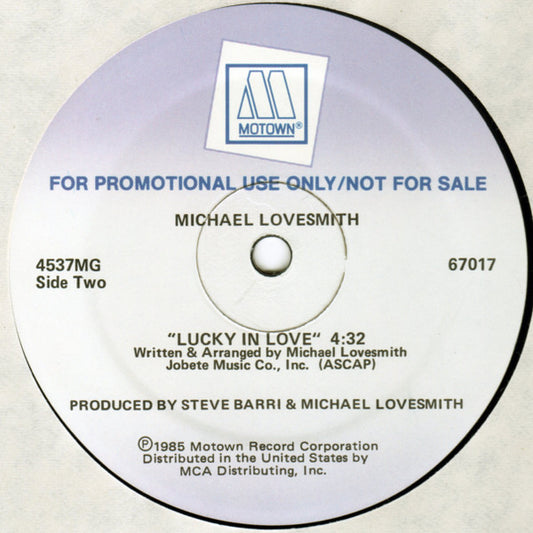 MOTOWN®
FOR PROMOTIONAL USE ONLY/NOT FOR SALE
MICHAEL LOVESMITH
4537MG
Side Two
67017
"LUCKY IN LOVE" 4:32
Written & Arranged by Michael Lovesmith
Jobete Music Co., Inc. (ASCAP)
PRODUCED BY STEVE BARRI & MICHAEL LOVESMITH
Ⓟ1985 Motown Record Corporation
Distributed in the United States by
MCA Distributing, Inc.